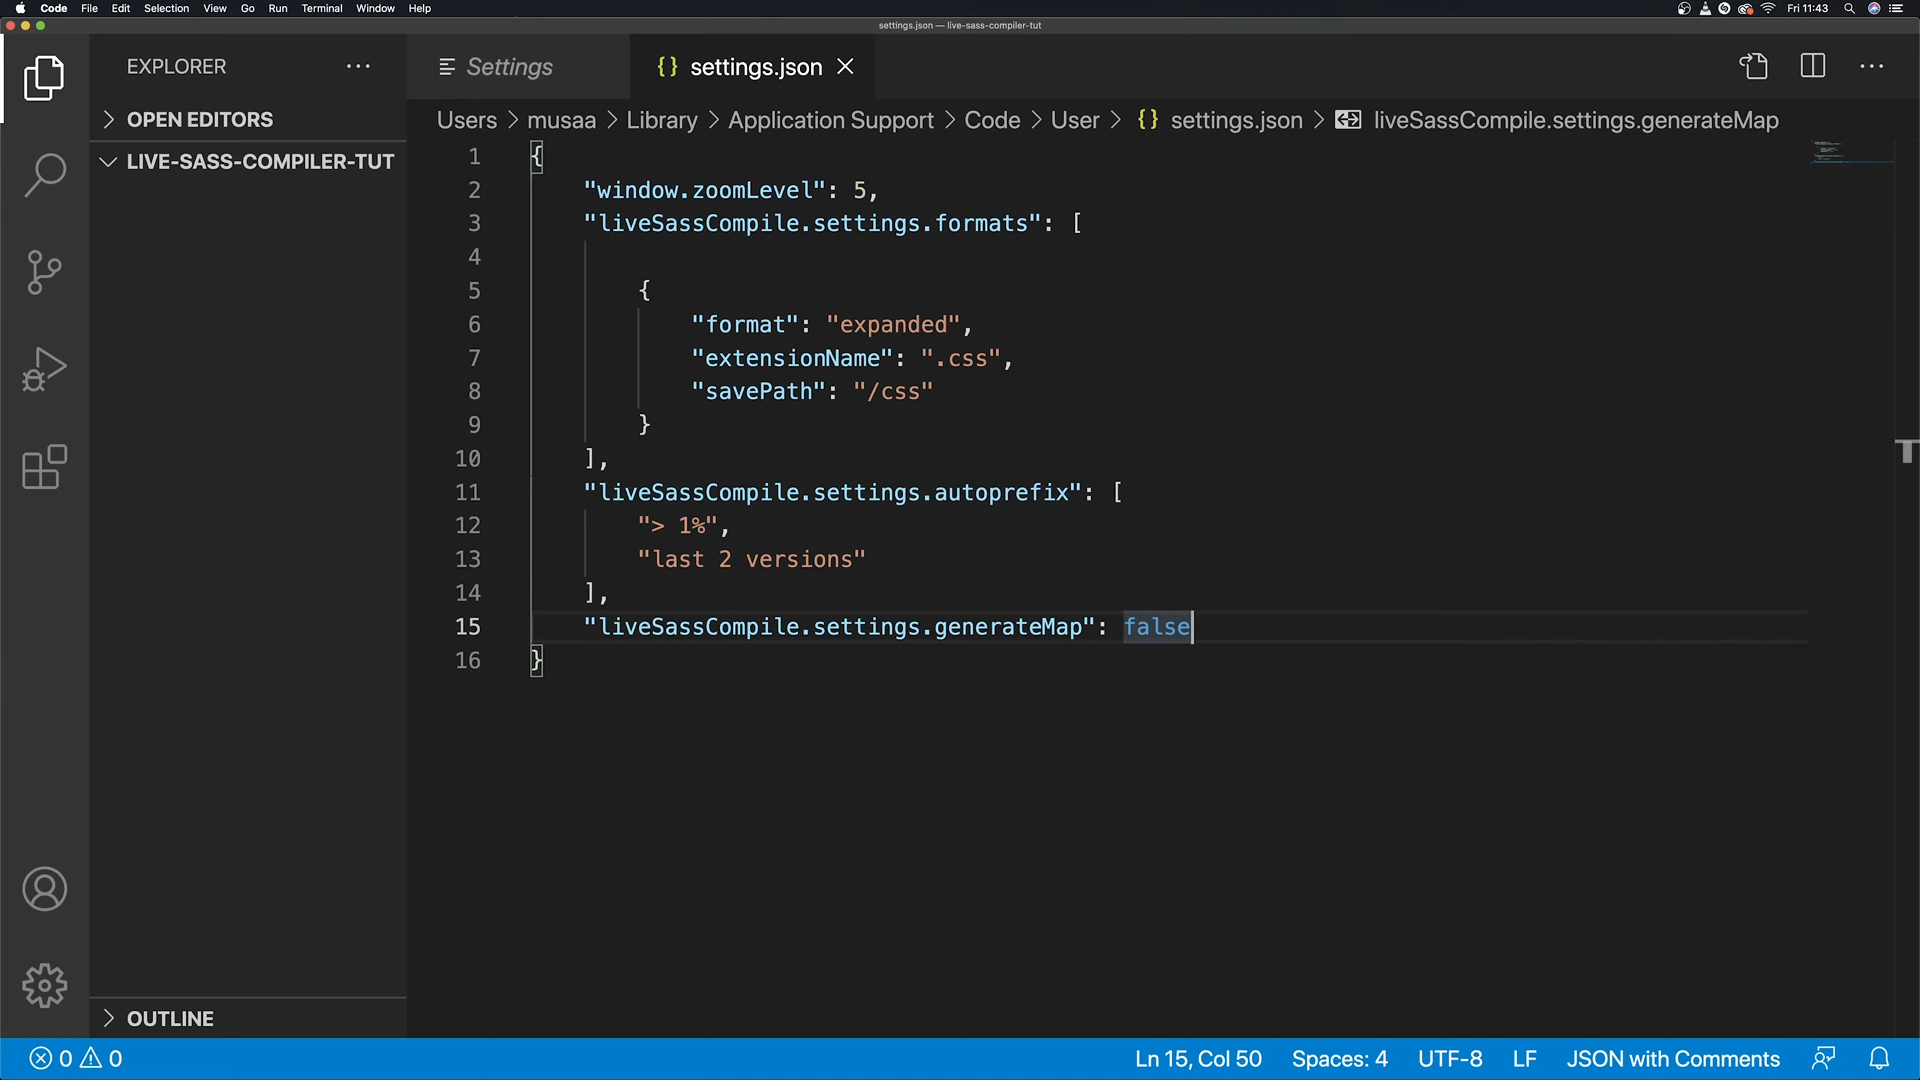 Code File Edit Selection View Go Run Terminal Window Help
Fri 11:43
settings.json — live-sass-compiler-tut
EXPLORER
Settings
{} settings.json
OPEN EDITORS
Users > musaa > Library > Application Support > Code > User > {} settings.json > liveSassCompile.settings.generateMap
LIVE-SASS-COMPILER-TUT
1 {
2 "window.zoomLevel": 5,
3 "liveSassCompile.settings.formats": [
4
5 {
6 "format": "expanded",
7 "extensionName": ".css",
8 "savePath": "/css"
9 }
10 ],
11 "liveSassCompile.settings.autoprefix": [
12 "> 1%",
13 "last 2 versions"
14 ],
15 "liveSassCompile.settings.generateMap": false
16 }
OUTLINE
0 0
Ln 15, Col 50 Spaces: 4 UTF-8 LF JSON with Comments